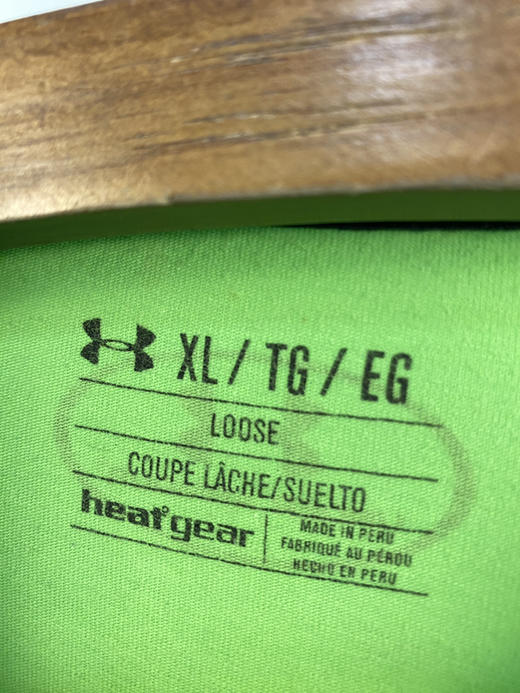 XL / TG / EG
LOOSE
COUPE LÂCHE/SUELTO
heatgear
MADE IN PERU
FABRIQUÉ AU PÉROU
HECHO EN PERU